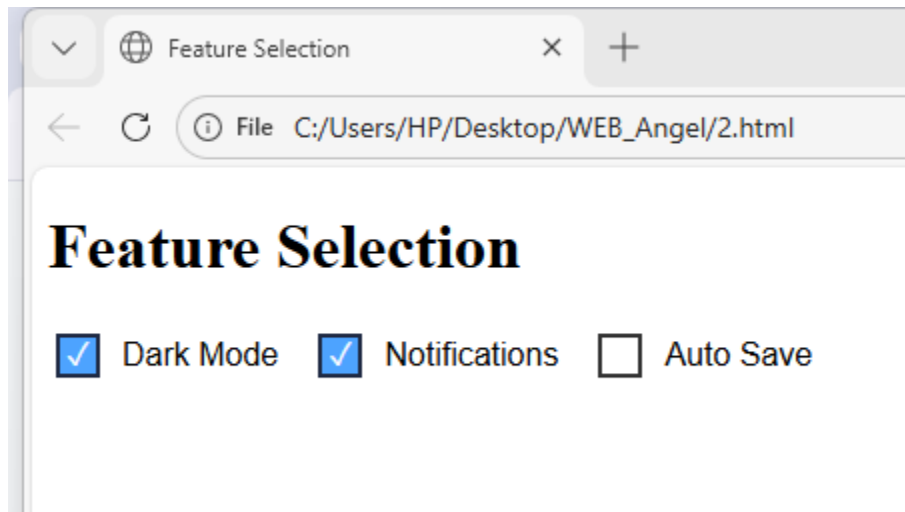 Feature Selection
File C:/Users/HP/Desktop/WEB_Angel/2.html
Feature Selection
Dark Mode Notifications Auto Save